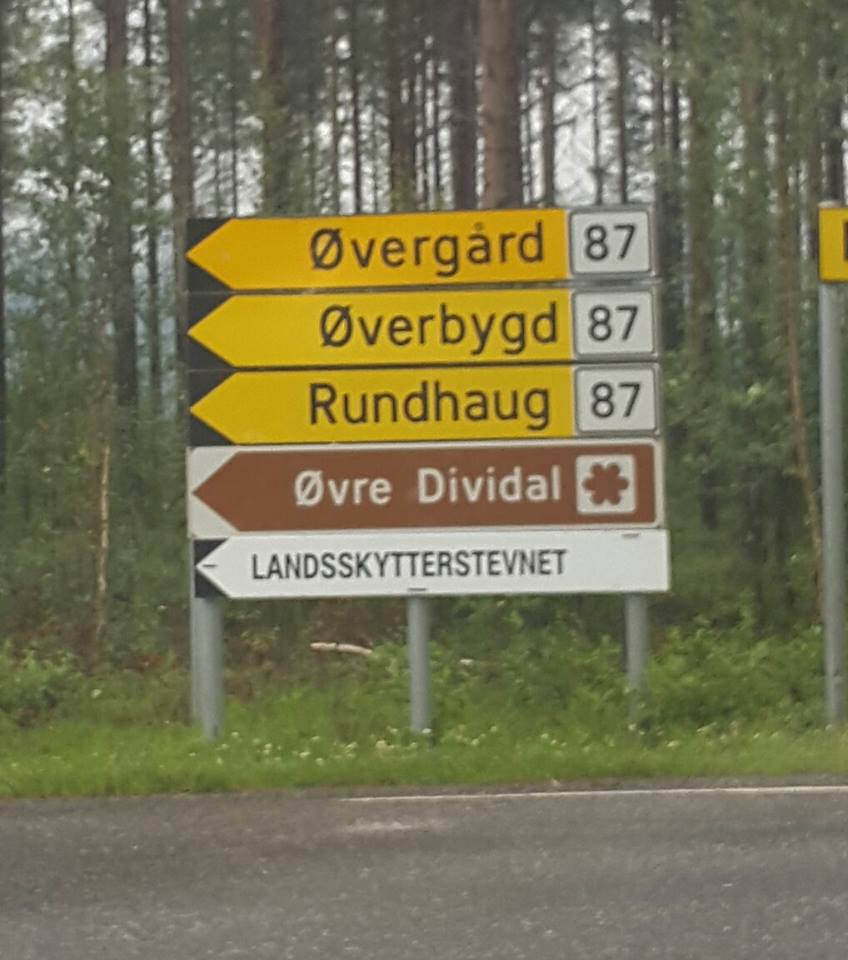 Øvergård 87
Øverbygd 87
Rundhaug 87
Øvre Dividal
LANDSSKYTTERSTEVNET